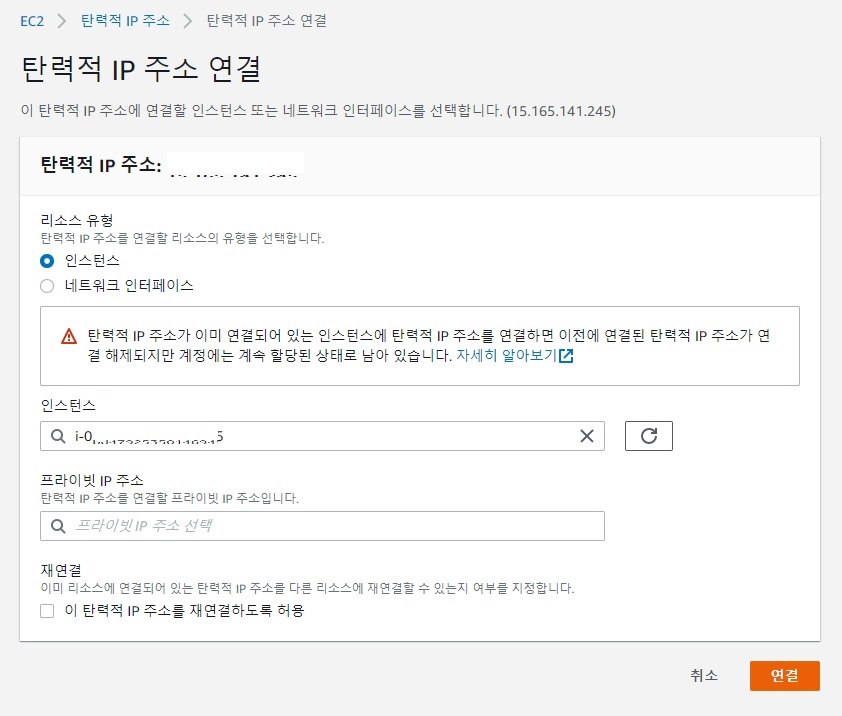 EC2 > 탄력적 IP 주소 > 탄력적 IP 주소 연결
탄력적 IP 주소 연결
이 탄력적 IP 주소에 연결할 인스턴스 또는 네트워크 인터페이스를 선택합니다. (15.165.141.245)
탄력적 IP 주소:
리소스 유형
탄력적 IP 주소를 연결할 리소스의 유형을 선택합니다.
인스턴스
네트워크 인터페이스
탄력적 IP 주소가 이미 연결되어 있는 인스턴스에 탄력적 IP 주소를 연결하면 이전에 연결된 탄력적 IP 주소가 연
결 해제되지만 계정에는 계속 할당된 상태로 남아 있습니다. 자세히 알아보기
인스턴스
프라이빗 IP 주소
탄력적 IP 주소를 연결할 프라이빗 IP 주소입니다.
프라이빗 IP 주소 선택
재연결
이미 리소스에 연결되어 있는 탄력적 IP 주소를 다른 리소스에 재연결할 수 있는지 여부를 지정합니다.
이 탄력적 IP 주소를 재연결하도록 허용
취소
연결